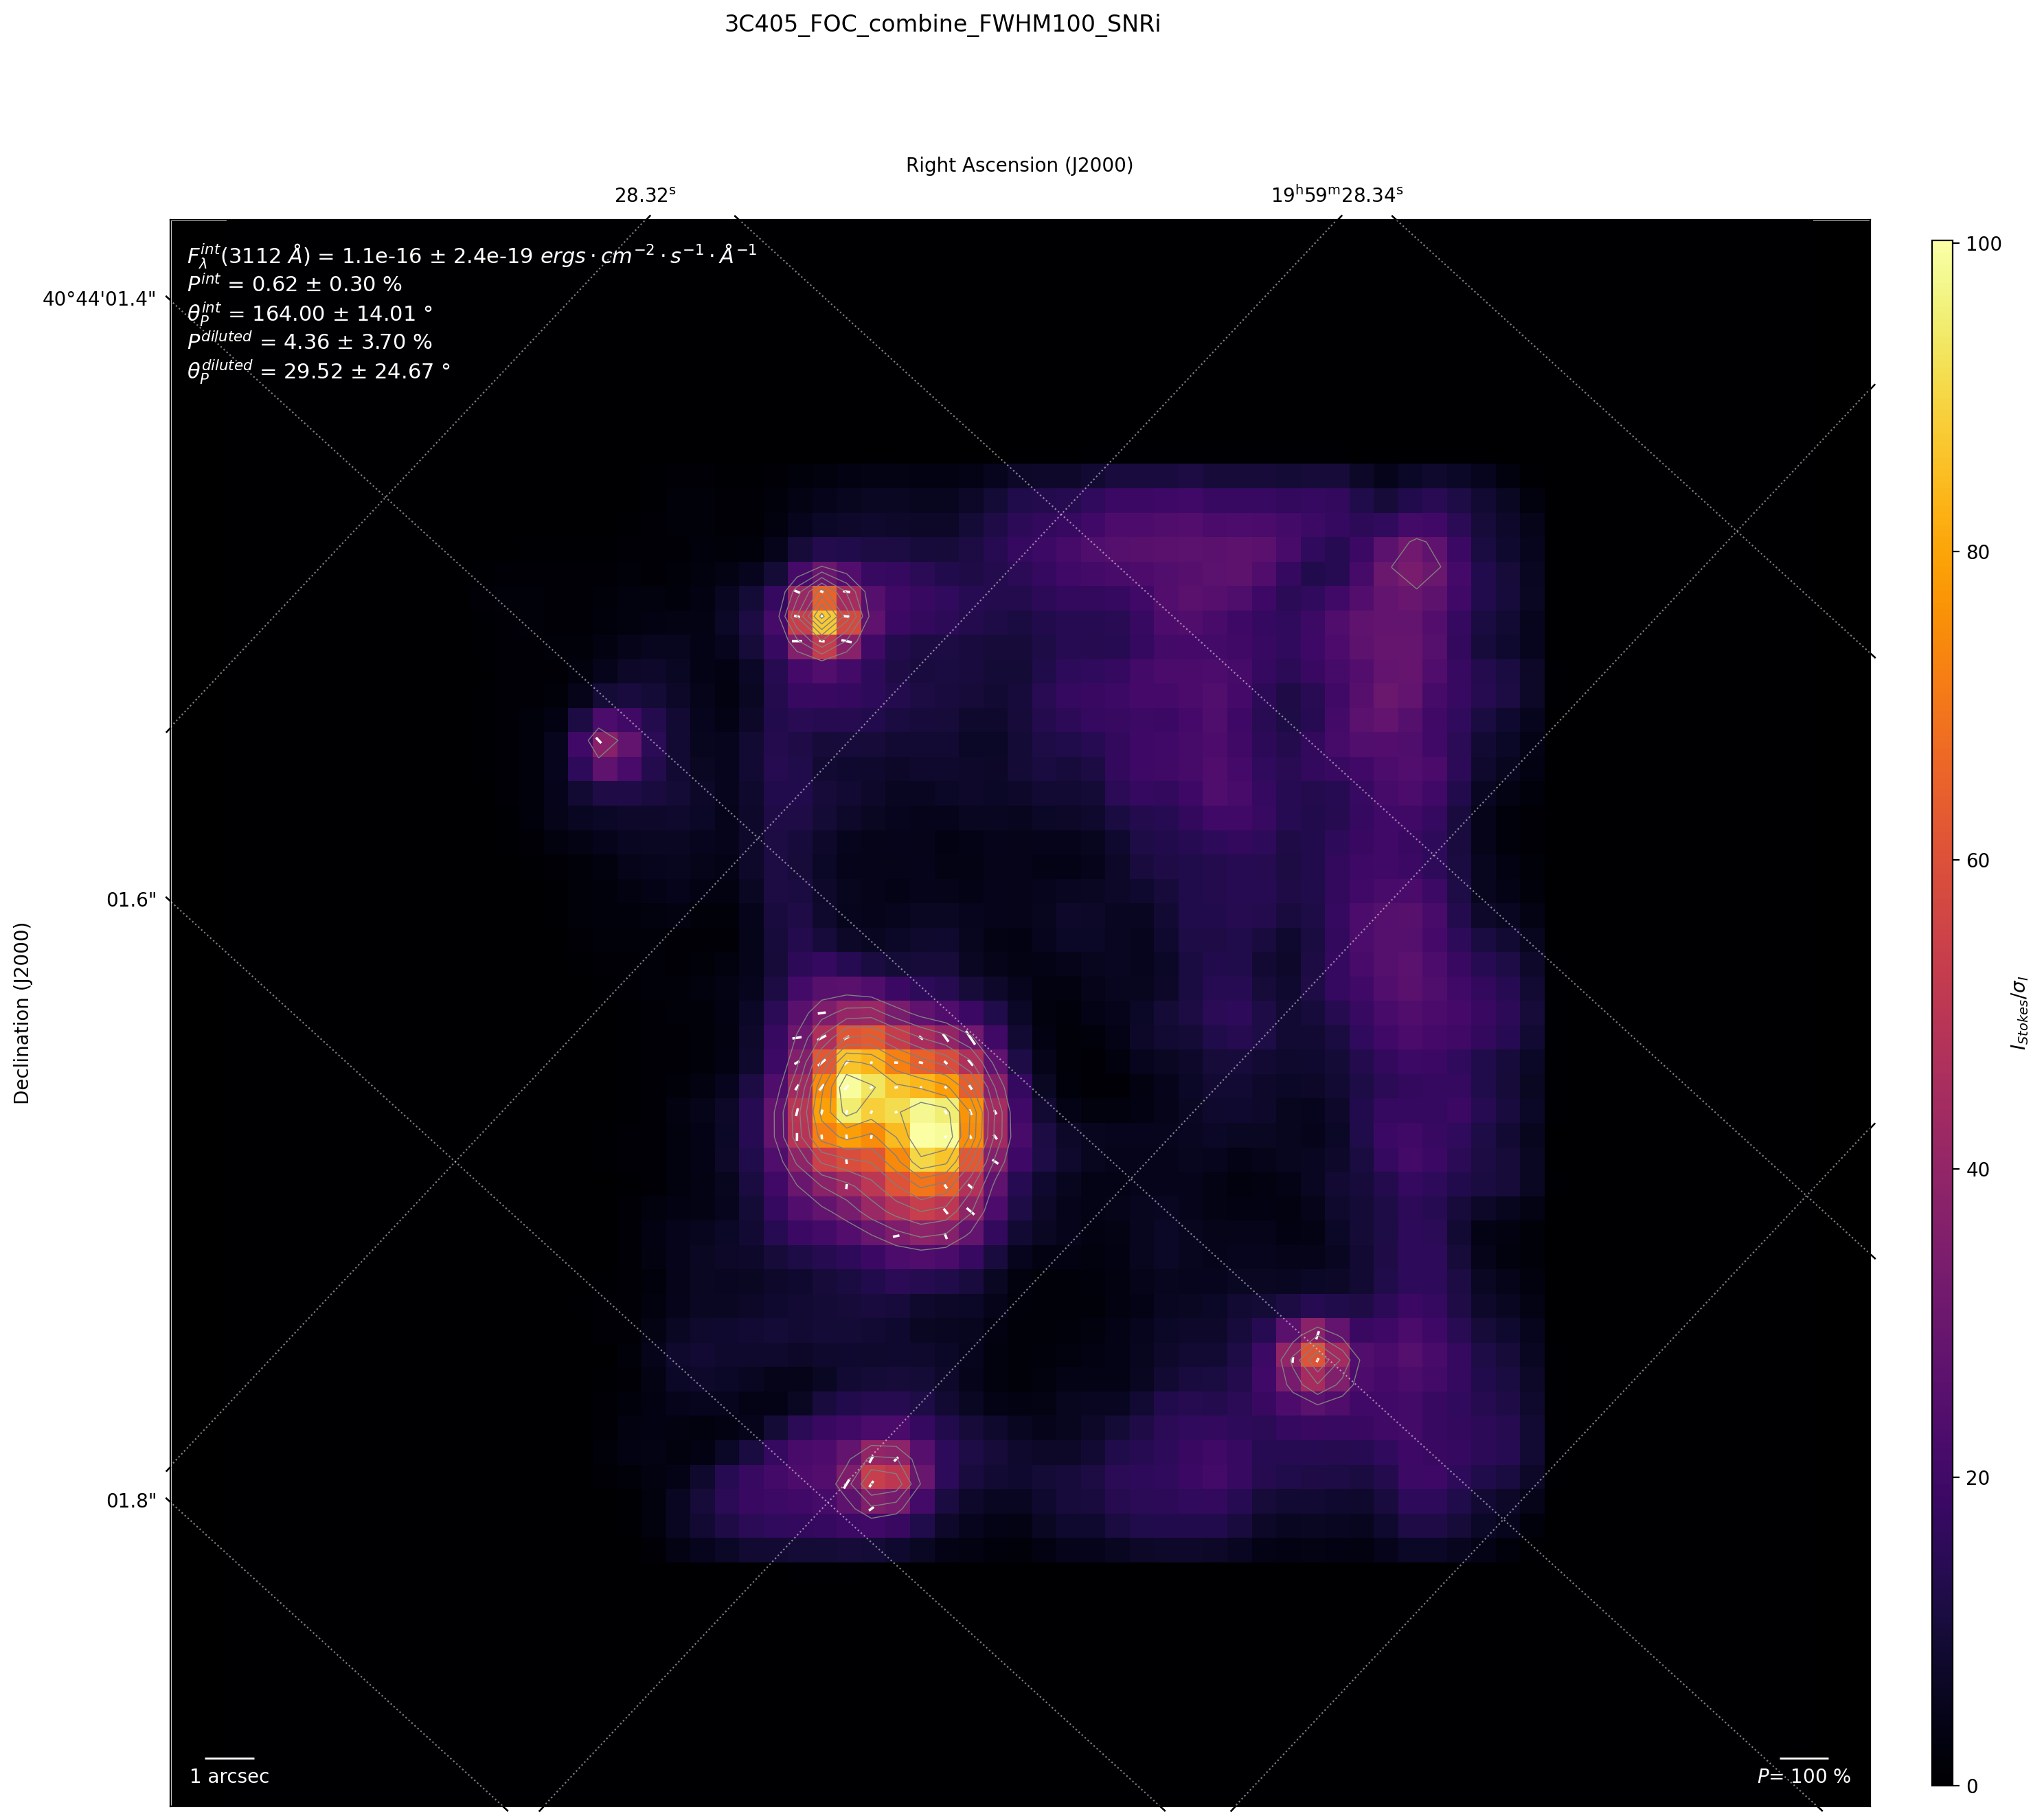 3C405_FOC_combine_FWHM100_SNRi
Right Ascension (J2000)
28.32ˢ
19ʰ59ᵐ28.34ˢ
F_λ^int(3112 Å) = 1.1e-16 ± 2.4e-19 ergs·cm⁻²·s⁻¹·Å⁻¹
P^int = 0.62 ± 0.30 %
θ_P^int = 164.00 ± 14.01 °
P^diluted = 4.36 ± 3.70 %
θ_P^diluted = 29.52 ± 24.67 °
40°44'01.4"
01.6"
01.8"
Declination (J2000)
1 arcsec
P= 100 %
100
80
60
40
20
0
I_Stokes/σ_I